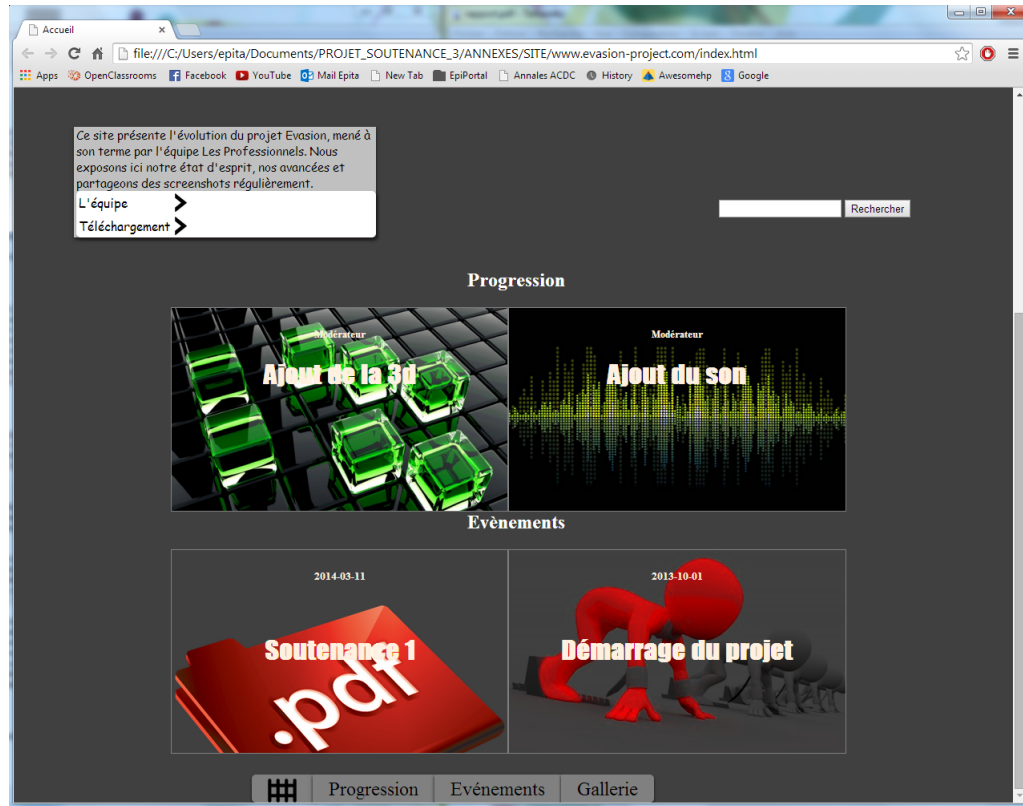 Accueil
file:///C:/Users/epita/Documents/PROJET_SOUTENANCE_3/ANNEXES/SITE/www.evasion-project.com/index.html
Apps OpenClassrooms Facebook YouTube Mail Epita New Tab EpiPortal Annales ACDC History Awesomehp Google
Ce site présente l'évolution du projet Evasion, mené à
son terme par l'équipe Les Professionnels. Nous
exposons ici notre état d'esprit, nos avancées et
partageons des screenshots régulièrement.
L'équipe
Téléchargement
Rechercher
Progression
Modérateur
Ajout de la 3d
Modérateur
Ajout du son
Evènements
2014-03-11
Soutenance 1
.pdf
2013-10-01
Démarrage du projet
Progression Evénements Gallerie